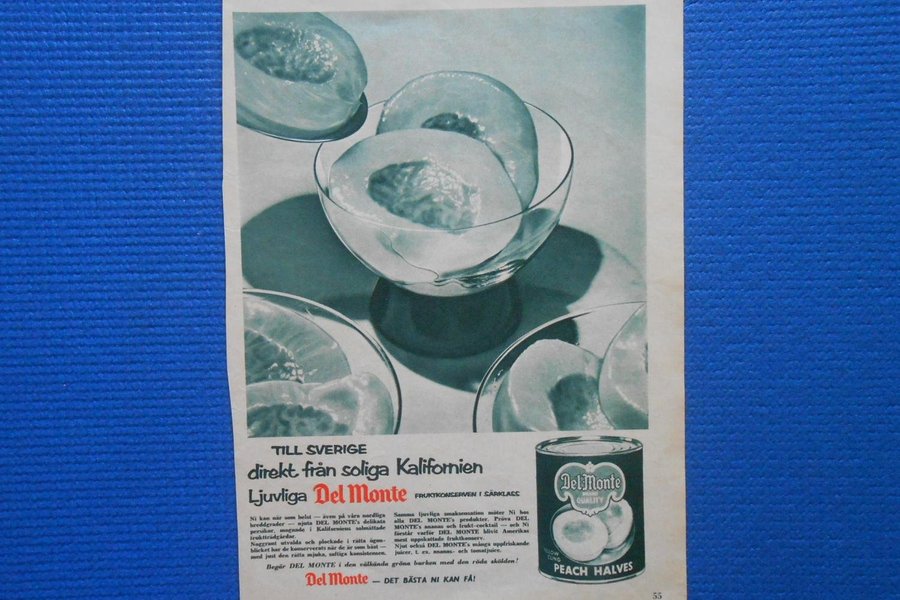 TILL SVERIGE
direkt från soliga Kalifornien
Ljuvliga Del Monte FRUKTKONSERVEN I SÄRKLASS
Ni kan när som helst — även på våra nordliga
breddgrader — njuta DEL MONTE's delikata
persikor, mognade i Kaliforniens solmättade
fruktträdgårdar.
Noggrant utvalda och plockade i rätta ögon-
blicket har de konserverats när de är som bäst —
med just den rätta mjuka, saftiga konsistensen.
Samma ljuvliga smaksensation möter Ni hos
alla DEL MONTE's produkter. Pröva DEL
MONTE's ananas och frukt-cocktail — och Ni
förstår varför DEL MONTE blivit Amerikas
mest uppskattade fruktkonserv.
Njut också DEL MONTE's många uppfriskande
juicer, t. ex. ananas- och tomatjuice.
Begär DEL MONTE i den välkända gröna burken med den röda skölden!
Del Monte — DET BÄSTA NI KAN FÅ!
Del Monte
BRAND
QUALITY
YELLOW
CLING
PEACH HALVES
55